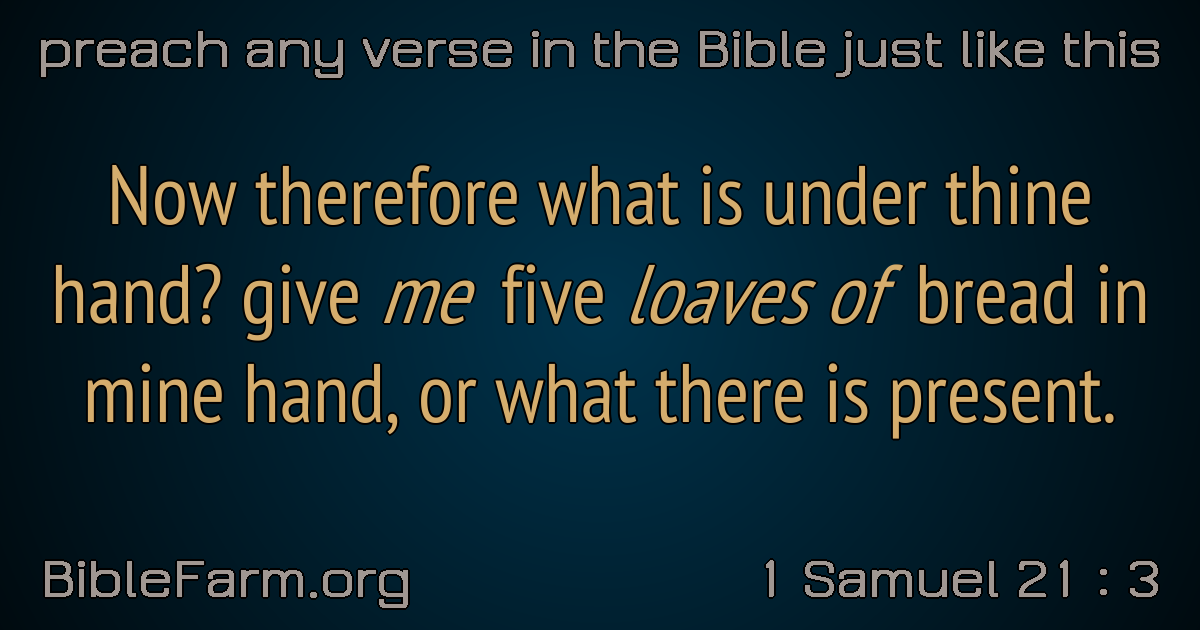 preach any verse in the Bible just like this
Now therefore what is under thine
hand? give me five loaves of bread in
mine hand, or what there is present.
BibleFarm.org
1 Samuel 21 : 3